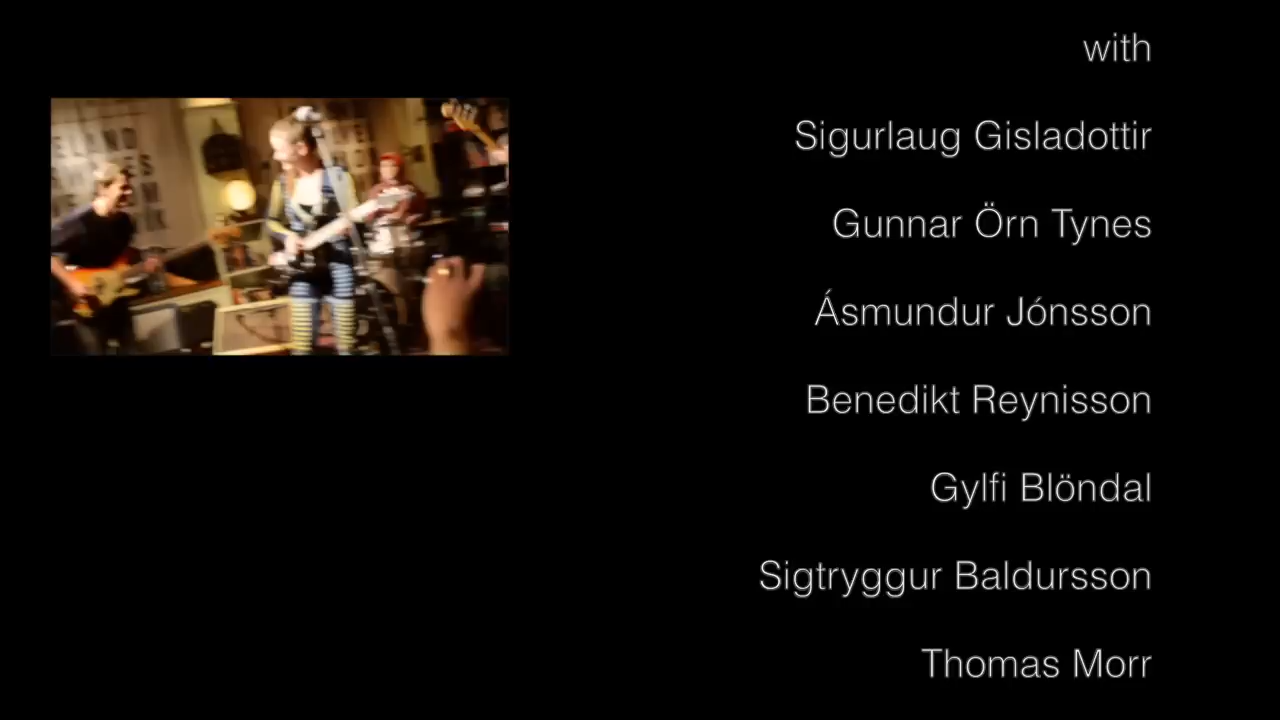 with
Sigurlaug Gisladottir
Gunnar Örn Tynes
Ásmundur Jónsson
Benedikt Reynisson
Gylfi Blöndal
Sigtryggur Baldursson
Thomas Morr